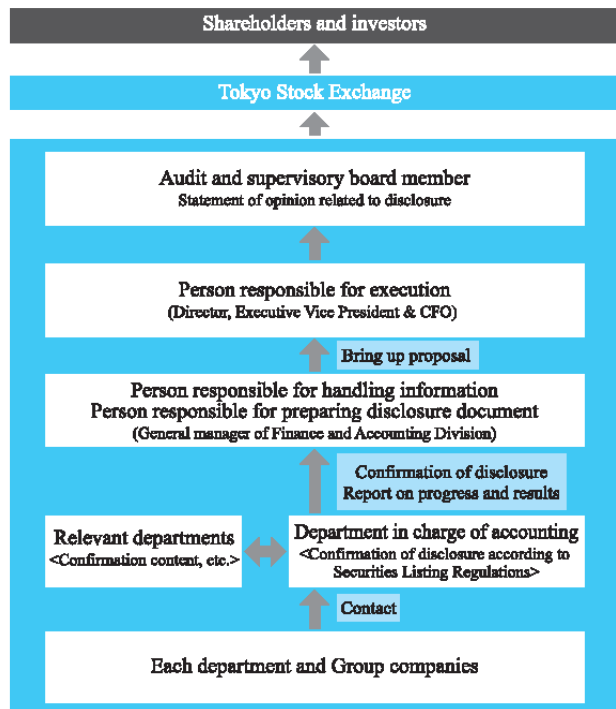 Shareholders and investors
Tokyo Stock Exchange
Audit and supervisory board member
Statement of opinion related to disclosure
Person responsible for execution
(Director, Executive Vice President & CFO)
Bring up proposal
Person responsible for handling information
Person responsible for preparing disclosure document
(General manager of Finance and Accounting Division)
Confirmation of disclosure
Report on progress and results
Relevant departments
<Confirmation content, etc.>
Department in charge of accounting
<Confirmation of disclosure according to
Securities Listing Regulations>
Contact
Each department and Group companies